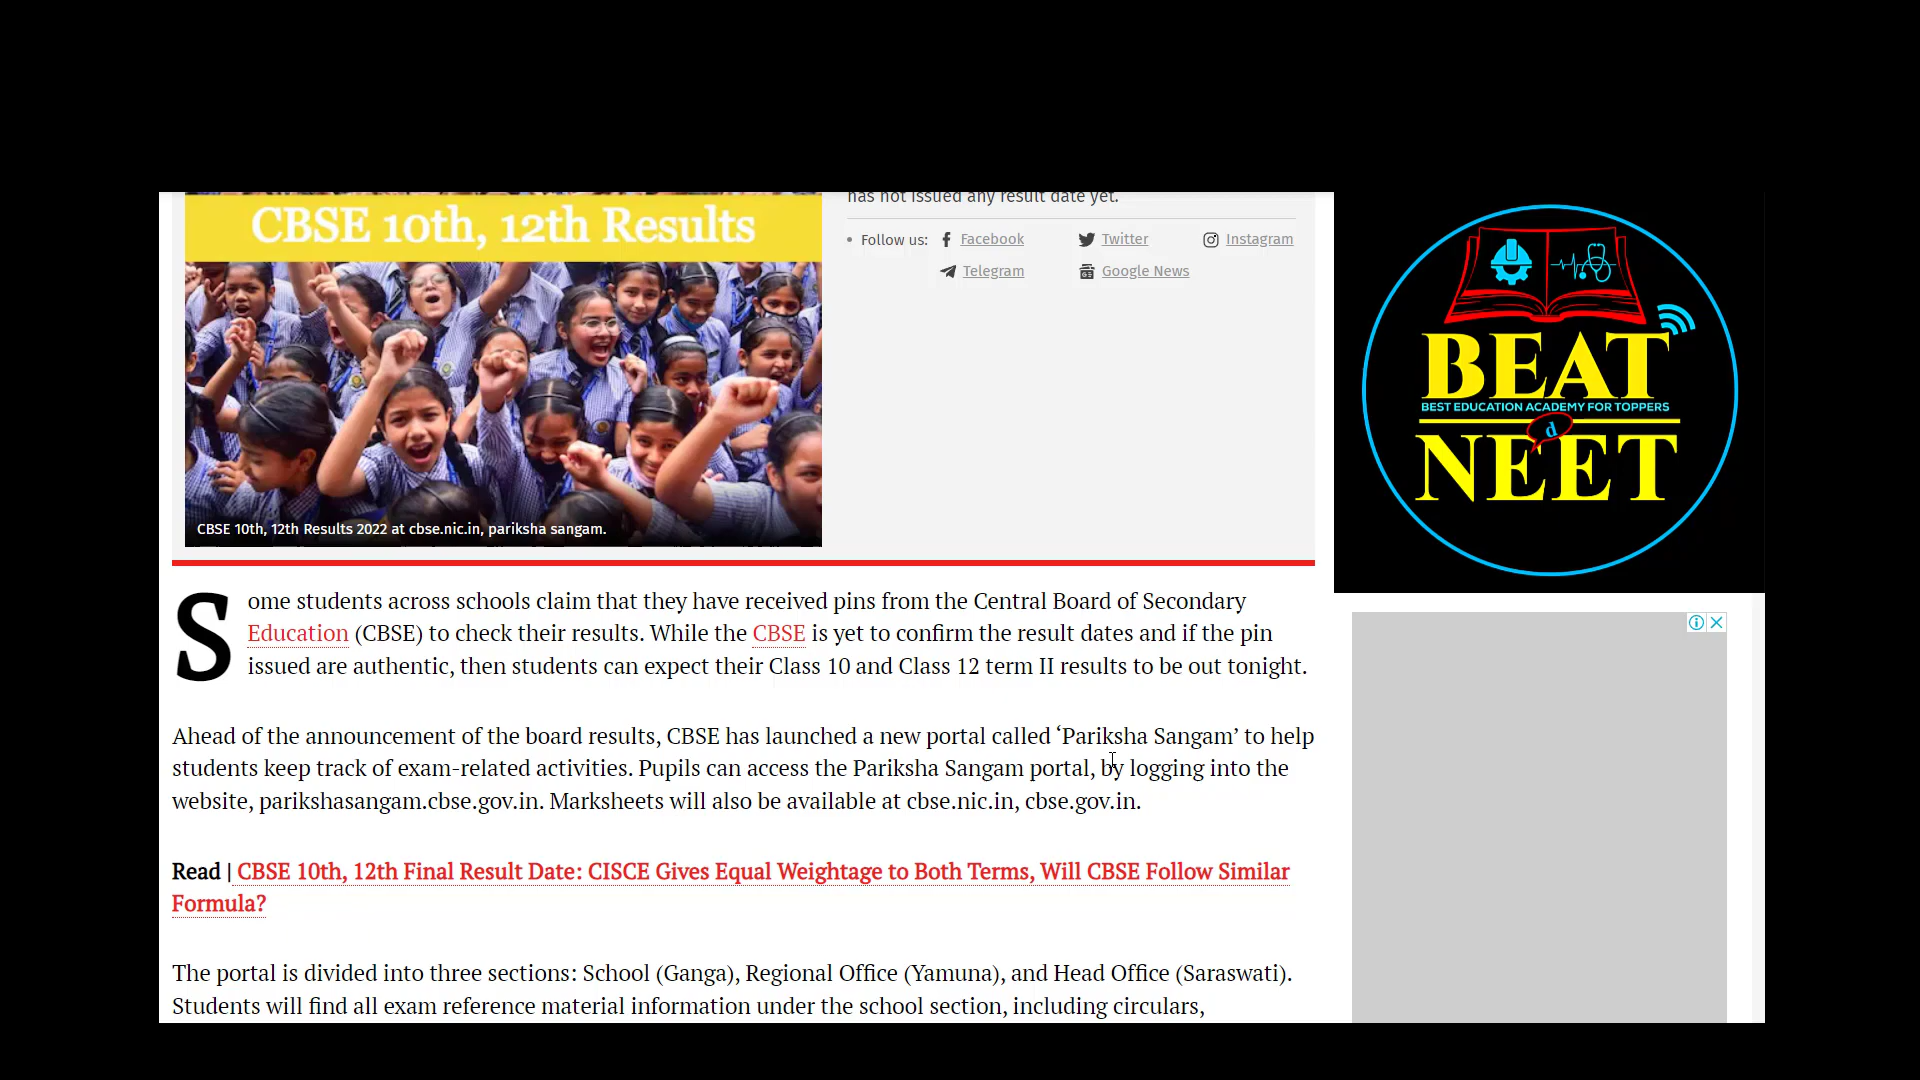 has not issued any result date yet.
CBSE 10th, 12th Results
• Follow us: Facebook Twitter Instagram
Telegram Google News
CBSE 10th, 12th Results 2022 at cbse.nic.in, pariksha sangam.
BEAT
BEST EDUCATION ACADEMY FOR TOPPERS
d
NEET
Some students across schools claim that they have received pins from the Central Board of Secondary
Education (CBSE) to check their results. While the CBSE is yet to confirm the result dates and if the pin
issued are authentic, then students can expect their Class 10 and Class 12 term II results to be out tonight.
Ahead of the announcement of the board results, CBSE has launched a new portal called ‘Pariksha Sangam’ to help
students keep track of exam-related activities. Pupils can access the Pariksha Sangam portal, by logging into the
website, parikshasangam.cbse.gov.in. Marksheets will also be available at cbse.nic.in, cbse.gov.in.
Read | CBSE 10th, 12th Final Result Date: CISCE Gives Equal Weightage to Both Terms, Will CBSE Follow Similar
Formula?
The portal is divided into three sections: School (Ganga), Regional Office (Yamuna), and Head Office (Saraswati).
Students will find all exam reference material information under the school section, including circulars,